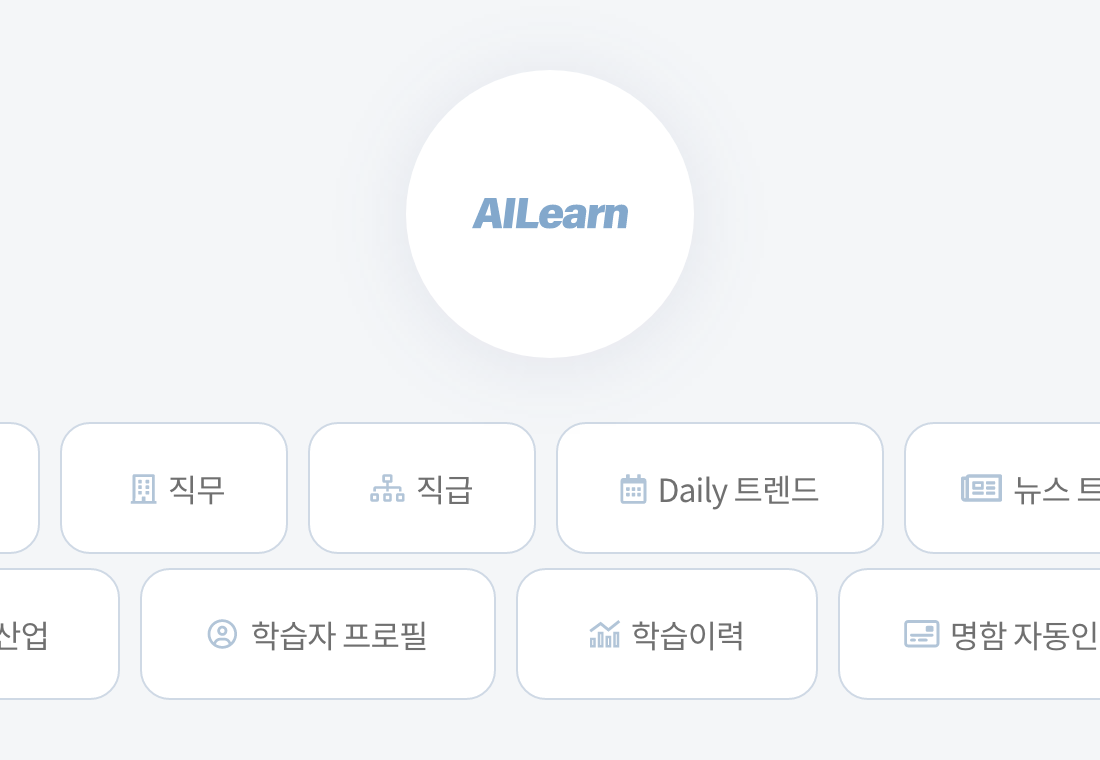 AILearn
직무
직급
Daily 트렌드
뉴스 트
산업
학습자 프로필
학습이력
명함 자동인